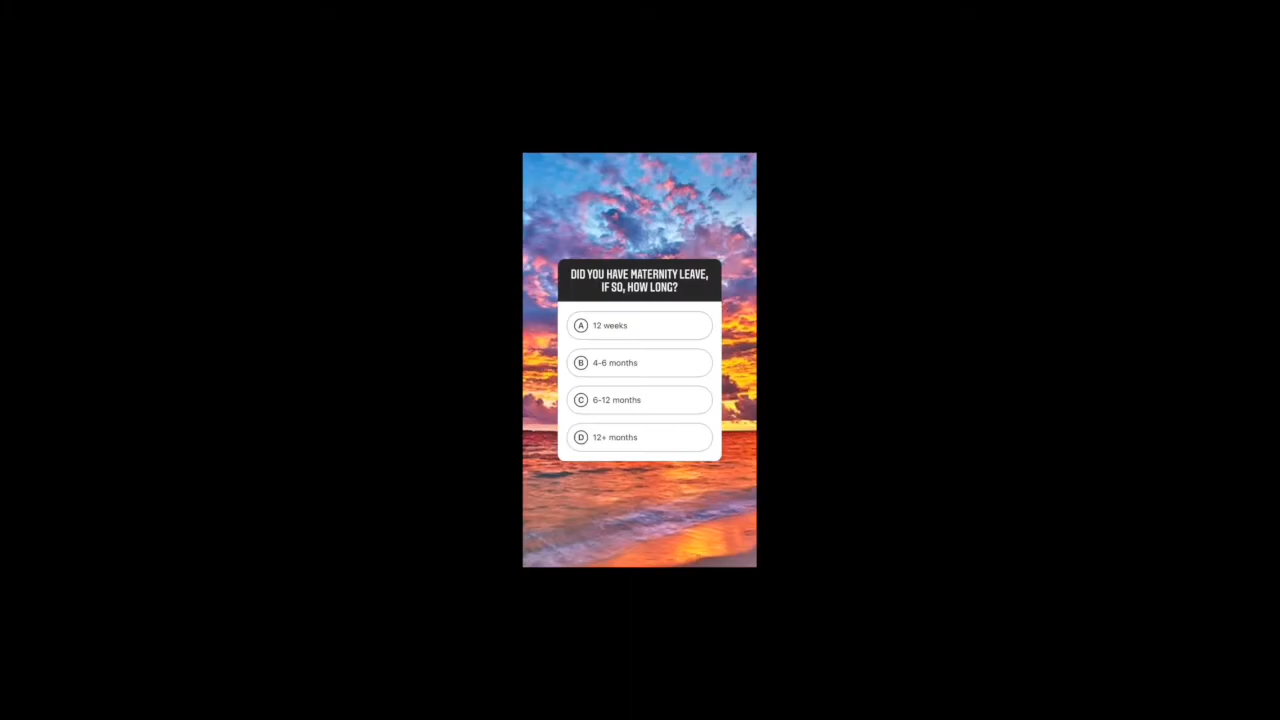 DID YOU HAVE MATERNITY LEAVE,
IF SO, HOW LONG?
A 12 weeks
B 4-6 months
C 6-12 months
D 12+ months